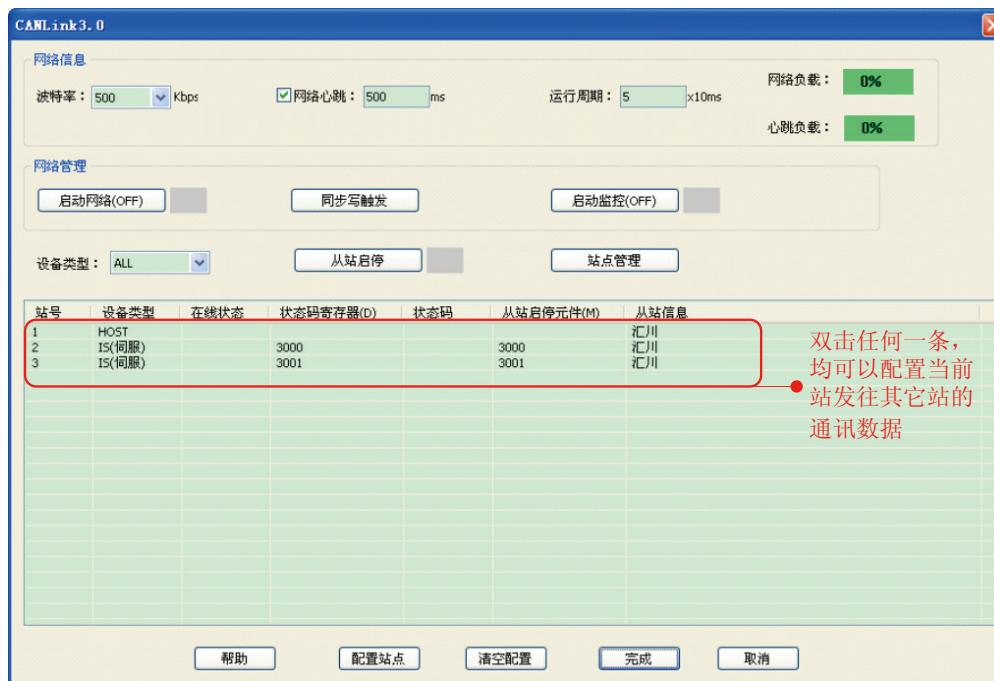 CANLink3.0
网络信息
波特率： 500 Kbps 网络心跳： 500 ms 运行周期： 5 x10ms 网络负载： 0%
心跳负载： 0%
网络管理
启动网络(OFF) 同步写触发 启动监控(OFF)
设备类型： ALL 从站启停 站点管理
站号 设备类型 在线状态 状态码寄存器(D) 状态码 从站启停元件(M) 从站信息
1 HOST 汇川
2 IS(伺服) 3000 3000 汇川
3 IS(伺服) 3001 3001 汇川
双击任何一条，
均可以配置当前
站发往其它站的
通讯数据
帮助 配置站点 清空配置 完成 取消